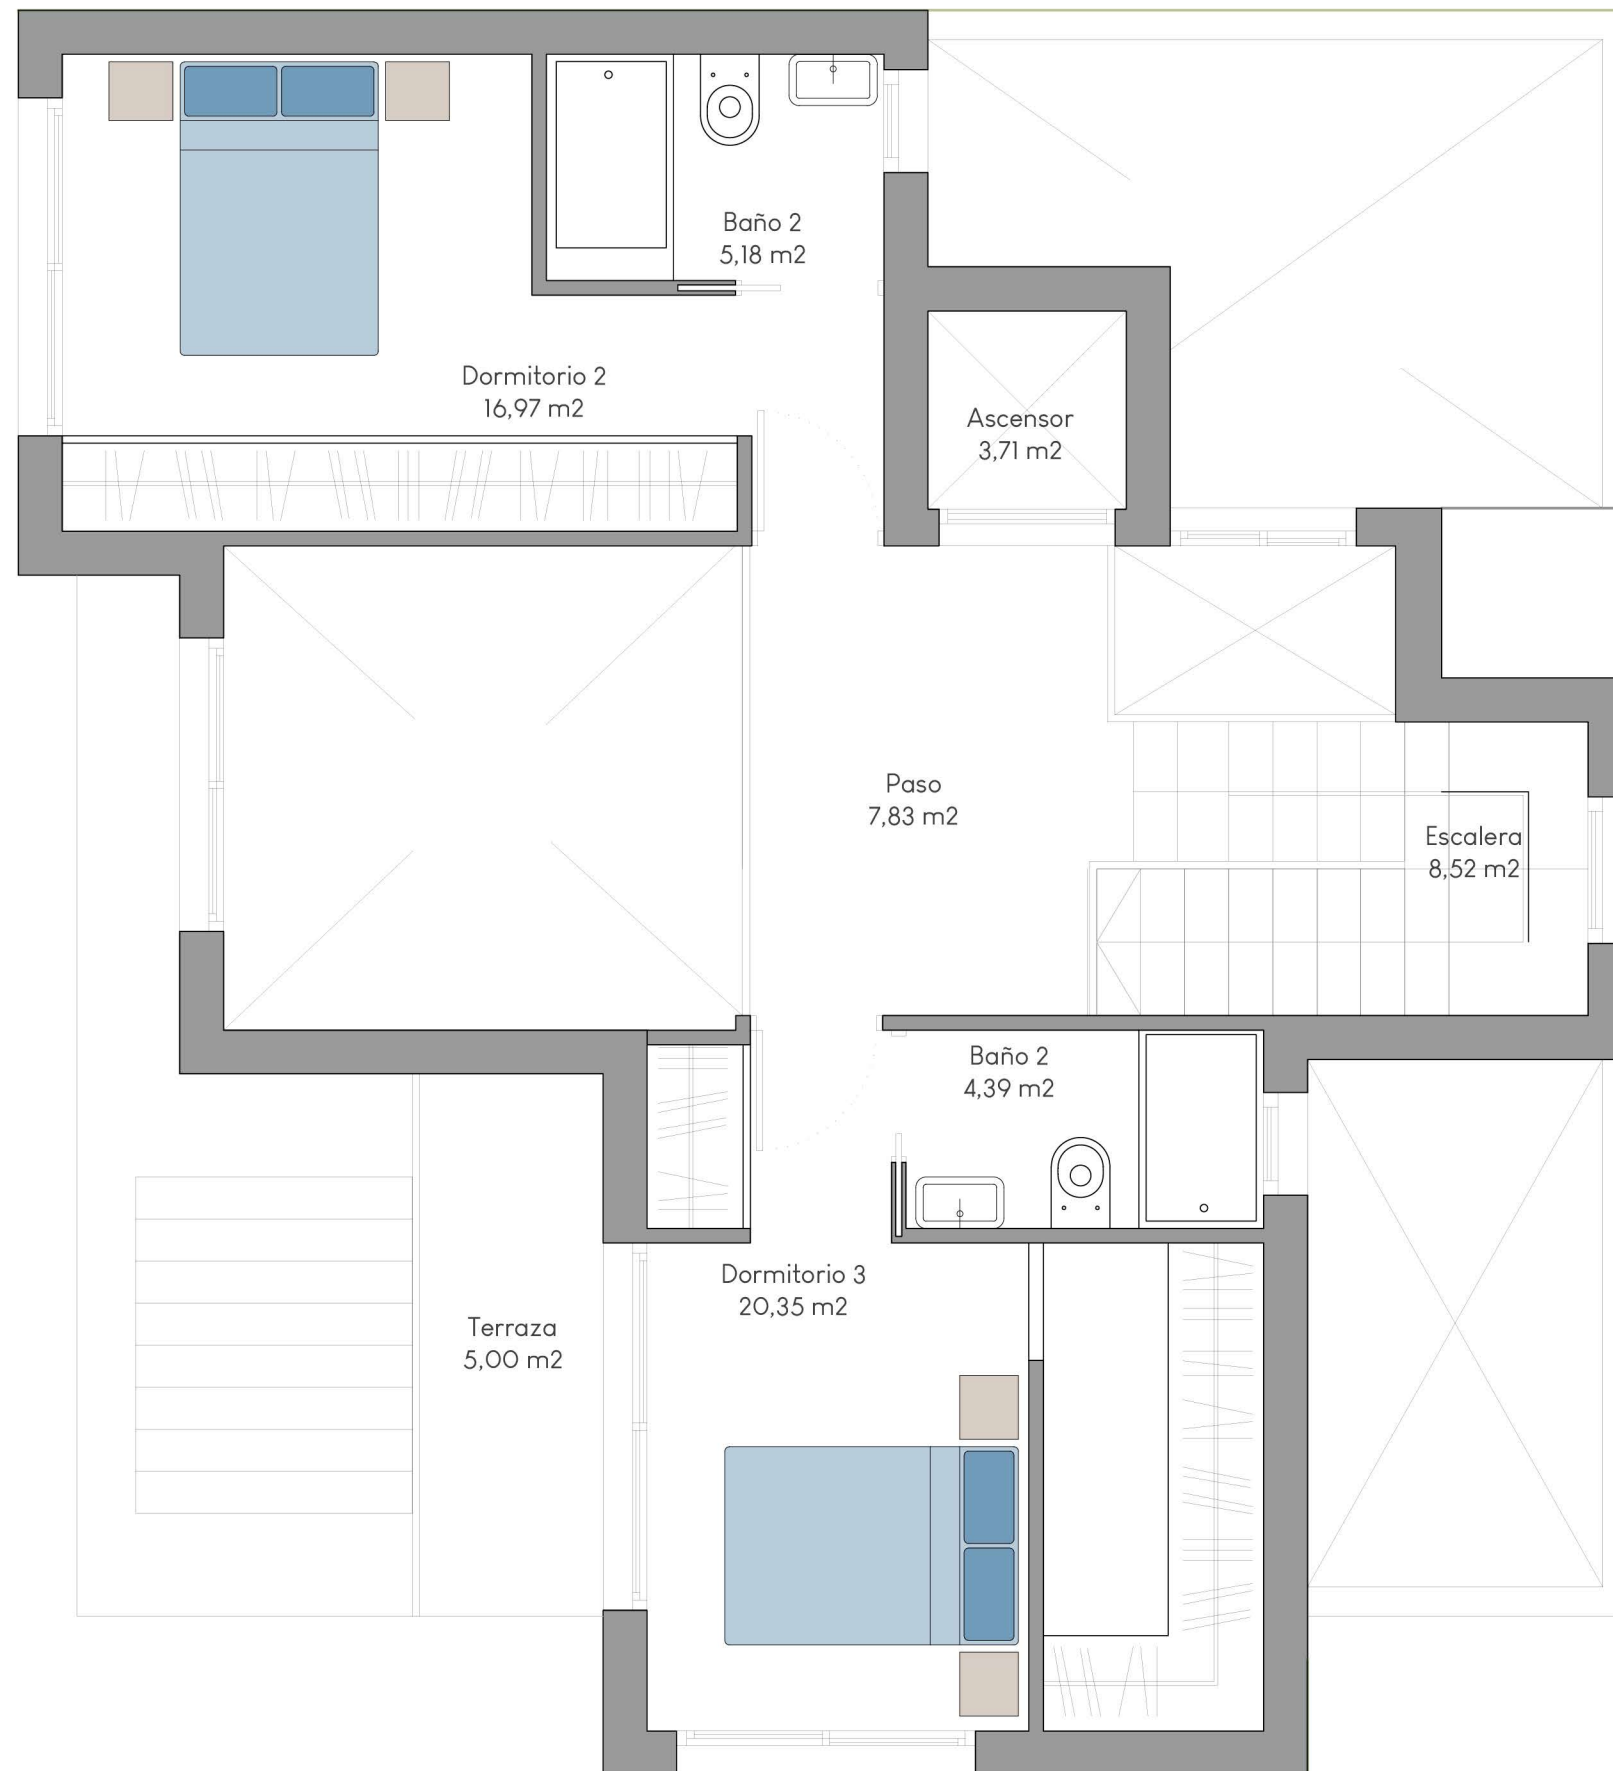 Baño 2
5,18 m2
Dormitorio 2
16,97 m2
Ascensor
3,71 m2
Paso
7,83 m2
Escalera
8,52 m2
Baño 2
4,39 m2
Dormitorio 3
20,35 m2
Terraza
5,00 m2